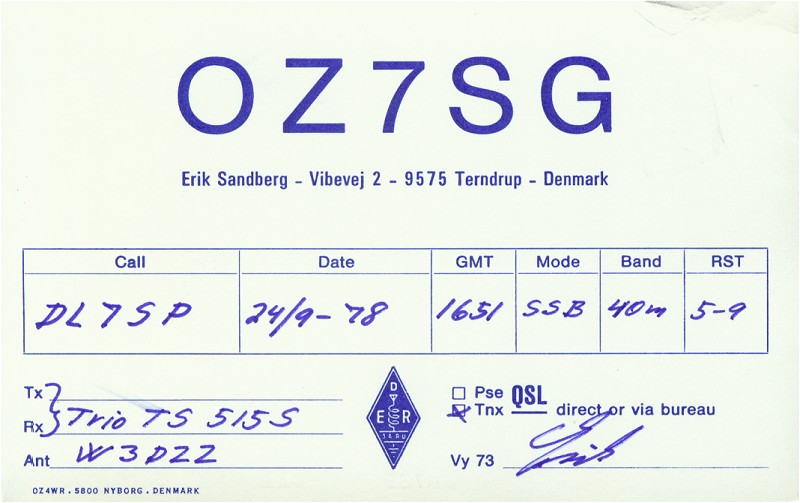 OZ7SG
Erik Sandberg - Vibevej 2 - 9575 Terndrup - Denmark
Call Date GMT Mode Band RST
DL7SP 24/9-78 1651 SSB 40m 5-9
Tx
Rx Trio TS 515S
Ant W3DZZ
D
E R
I.A.R.U
Pse QSL
Tnx direct or via bureau
Vy 73 Erik
OZ4WR . 5800 NYBORG . DENMARK